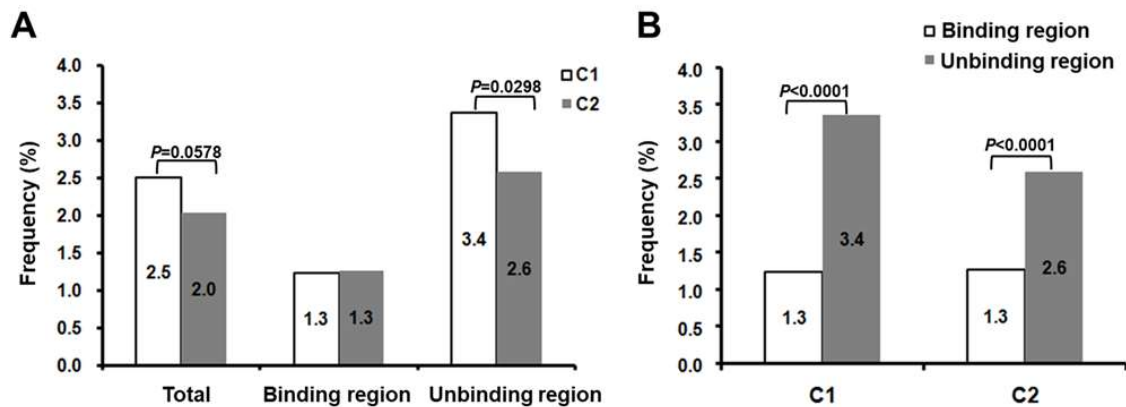 A
Frequency (%)
4.0
3.5
3.0
2.5
2.0
1.5
1.0
0.5
0.0
C1
C2
P=0.0578
P=0.0298
2.5
2.0
1.3
1.3
3.4
2.6
Total
Binding region
Unbinding region
B
Binding region
Unbinding region
Frequency (%)
4.0
3.5
3.0
2.5
2.0
1.5
1.0
0.5
0.0
P<0.0001
P<0.0001
1.3
3.4
1.3
2.6
C1
C2